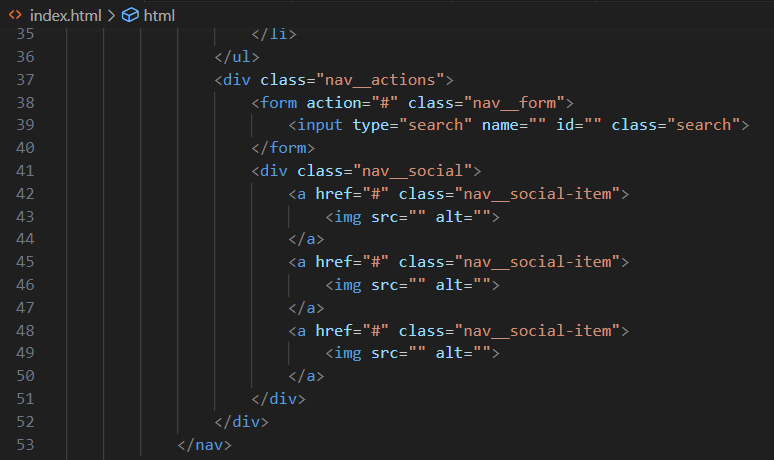 index.html > html
35 </li>
36 </ul>
37 <div class="nav__actions">
38 <form action="#" class="nav__form">
39 <input type="search" name="" id="" class="search">
40 </form>
41 <div class="nav__social">
42 <a href="#" class="nav__social-item">
43 <img src="" alt="">
44 </a>
45 <a href="#" class="nav__social-item">
46 <img src="" alt="">
47 </a>
48 <a href="#" class="nav__social-item">
49 <img src="" alt="">
50 </a>
51 </div>
52 </div>
53 </nav>